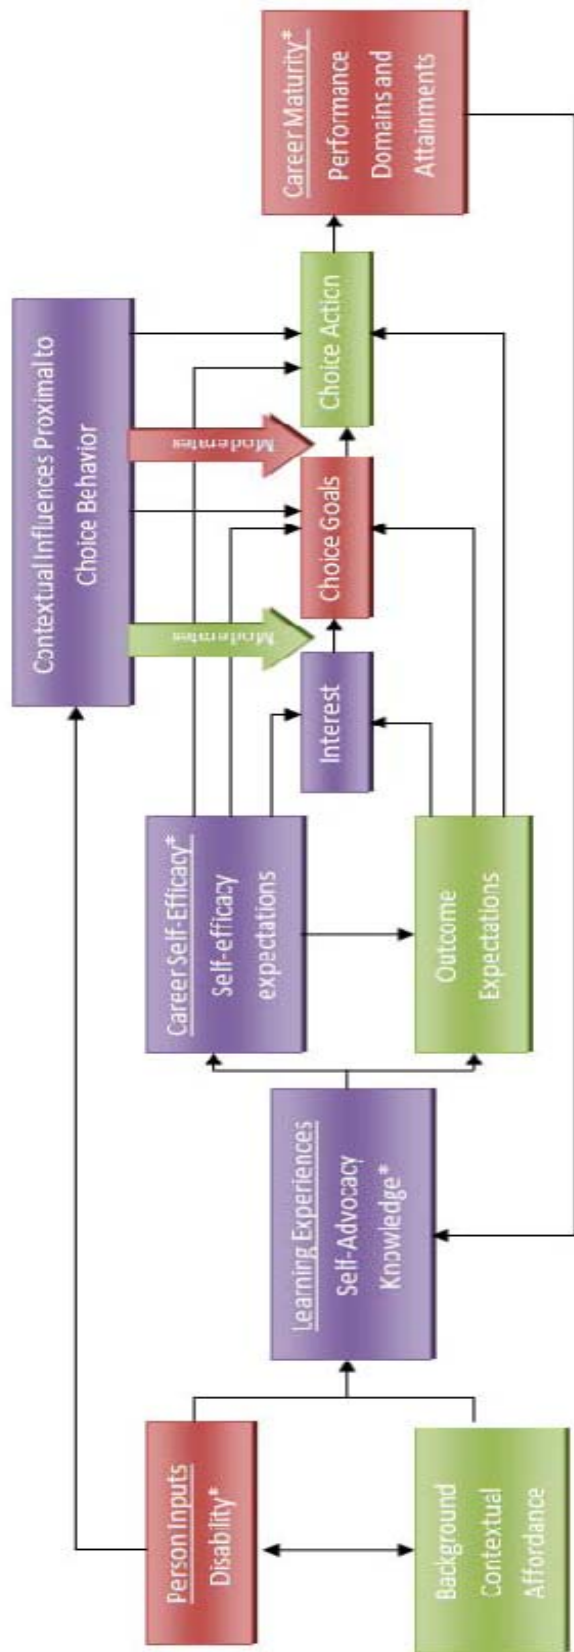 Contextual Influences Proximal to
Choice Behavior
Person Inputs
Disability*
Background
Contextual
Affordance
Learning Experiences
Self-Advocacy
Knowledge*
Career Self-Efficacy*
Self-efficacy
expectations
Outcome
Expectations
Moderates
Interest
Choice Goals
Moderates
Choice Action
Career Maturity*
Performance
Domains and
Attainments